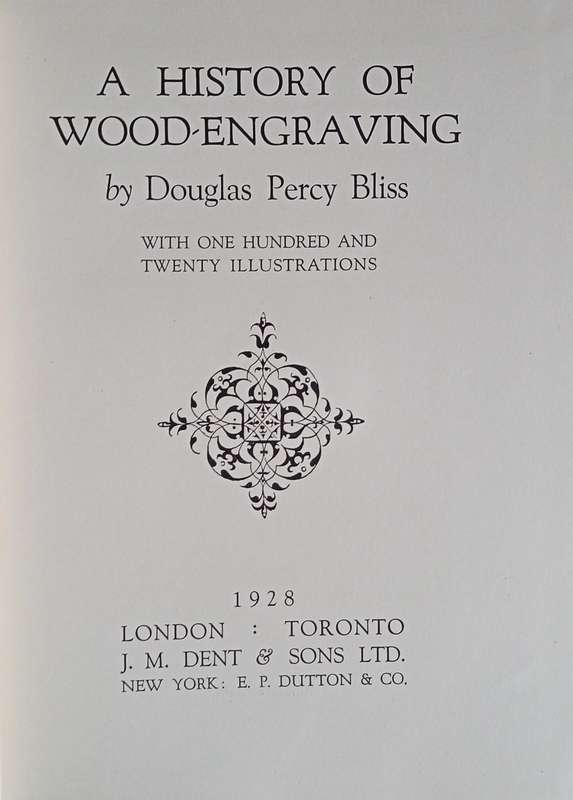 A HISTORY OF
WOOD-ENGRAVING
by Douglas Percy Bliss
WITH ONE HUNDRED AND
TWENTY ILLUSTRATIONS
1928
LONDON : TORONTO
J. M. DENT & SONS LTD.
NEW YORK: E. P. DUTTON & CO.